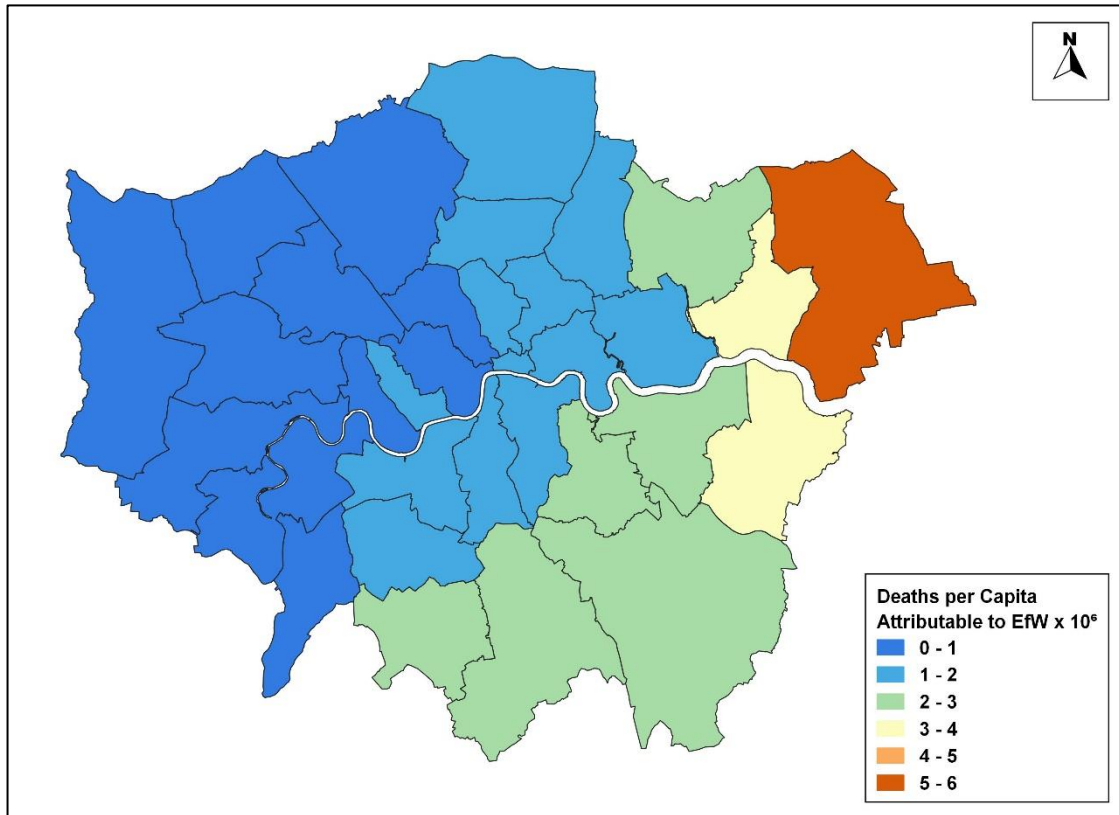 N
Deaths per Capita
Attributable to EfW x 10⁶
0 - 1
1 - 2
2 - 3
3 - 4
4 - 5
5 - 6